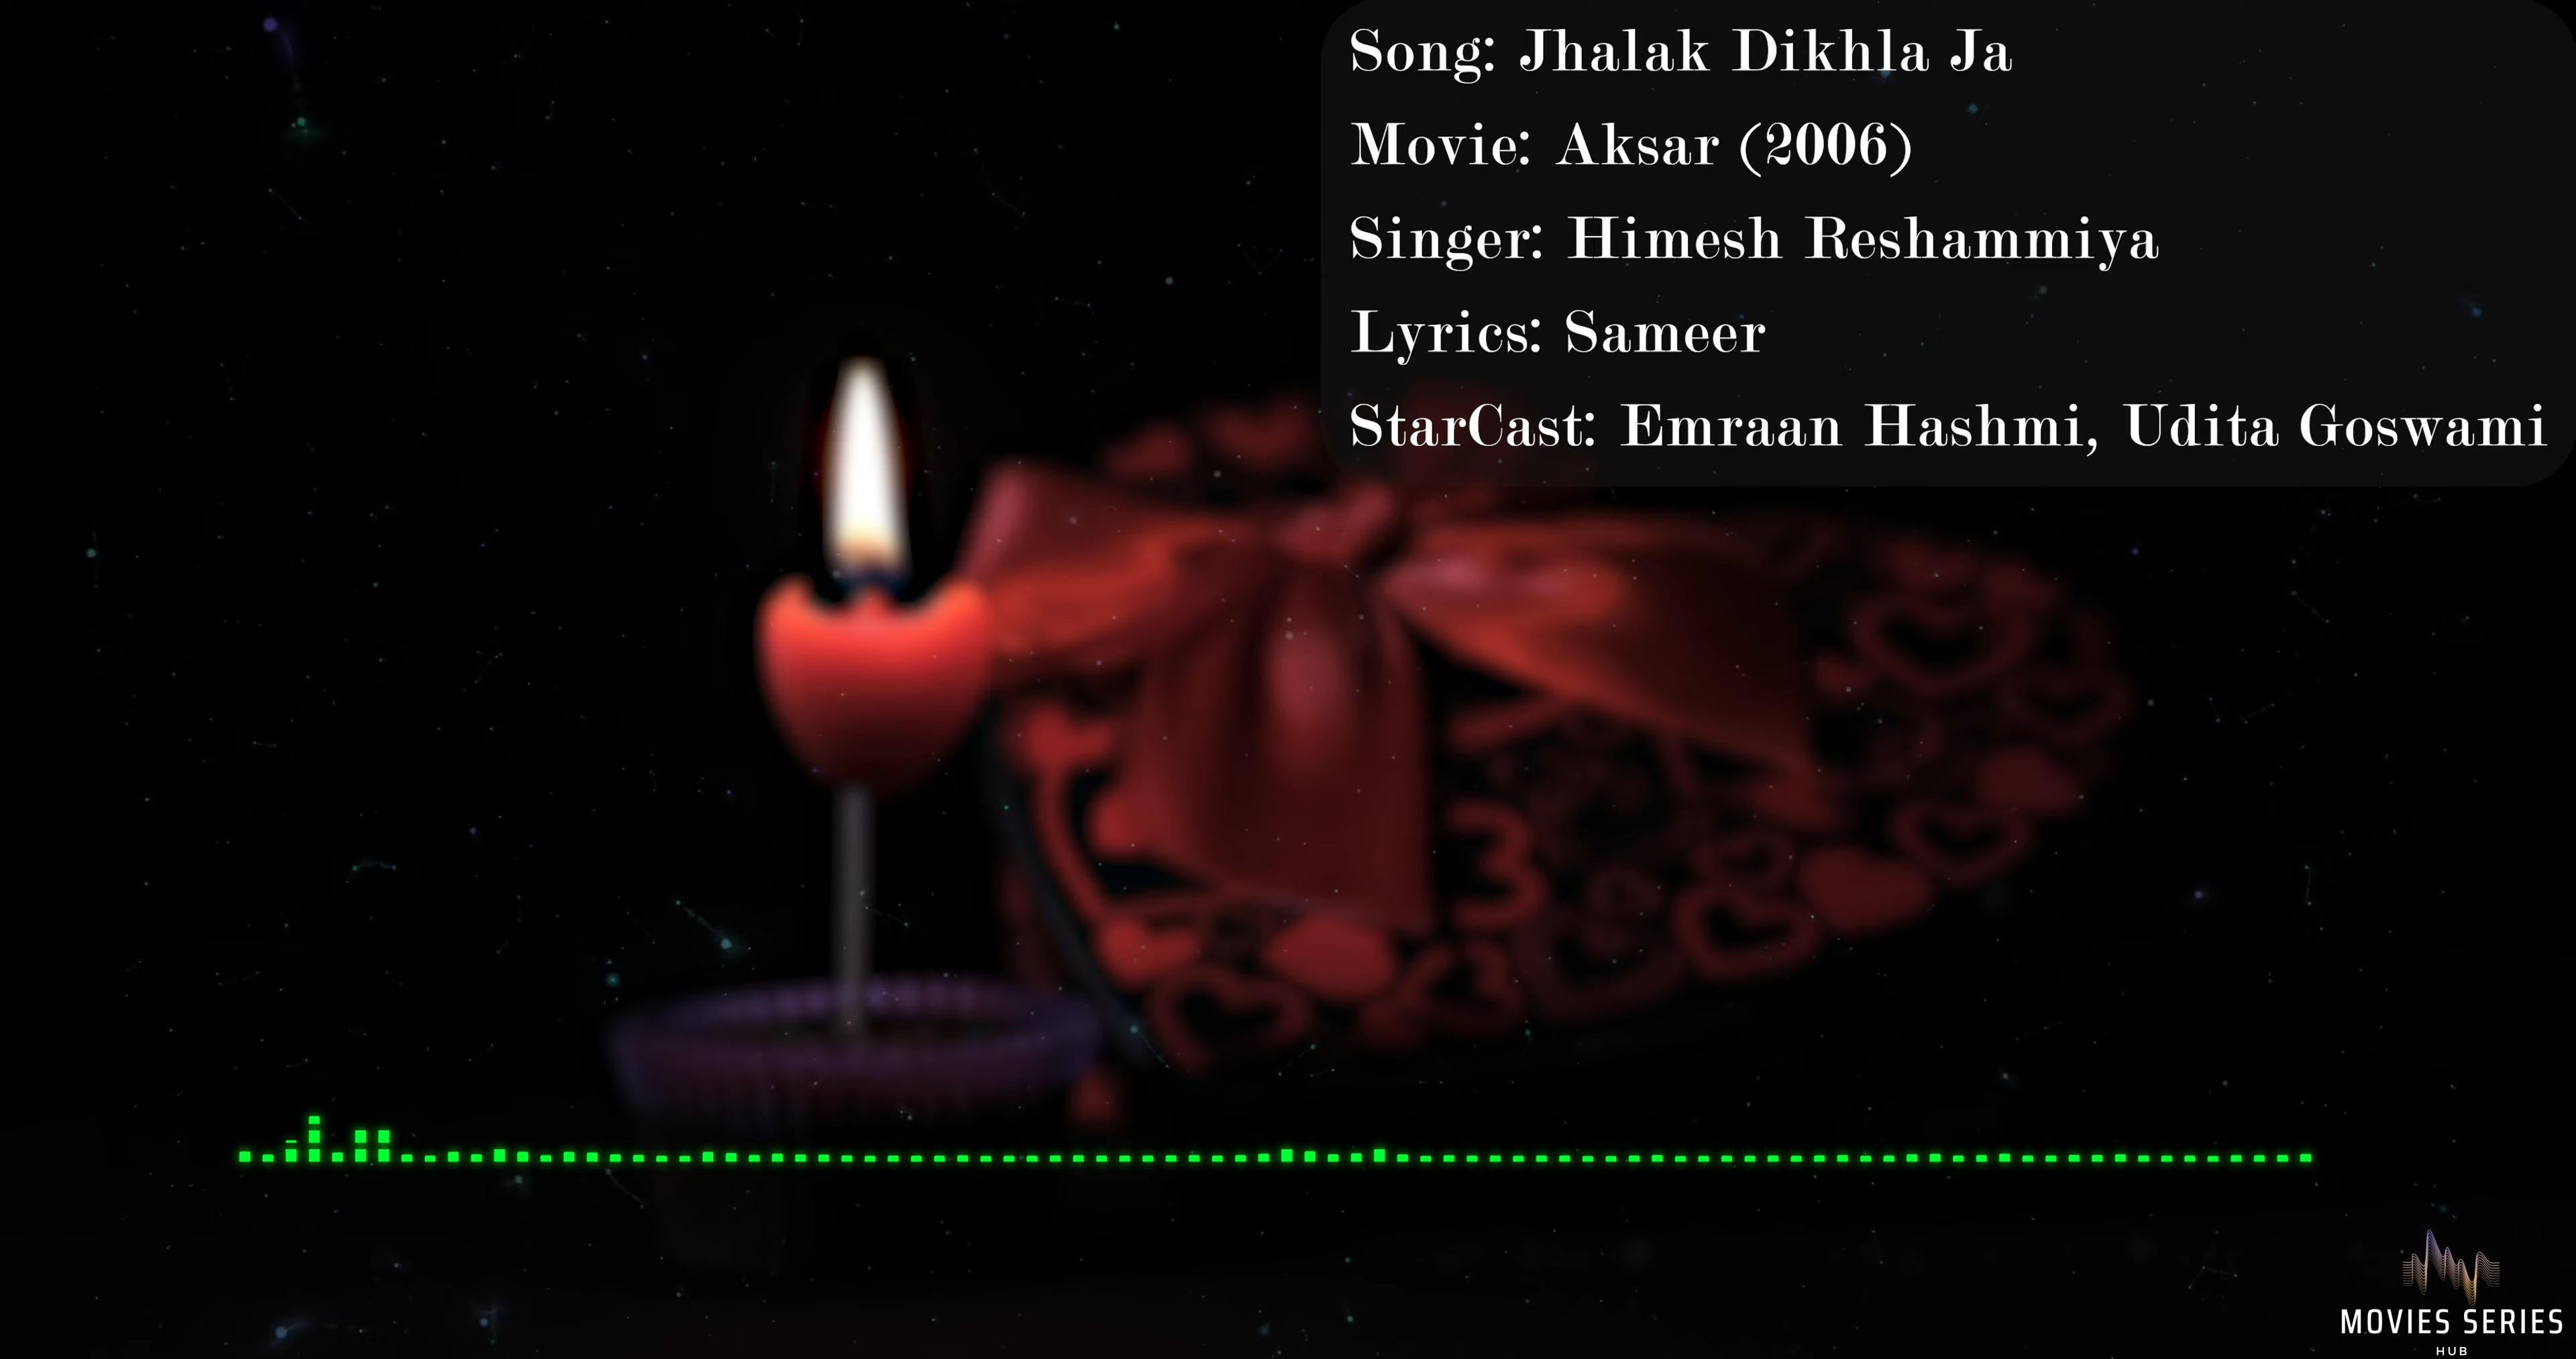 Song: Jhalak Dikhla Ja
Movie: Aksar (2006)
Singer: Himesh Reshammiya
Lyrics: Sameer
StarCast: Emraan Hashmi, Udita Goswami
MOVIES SERIES
HUB